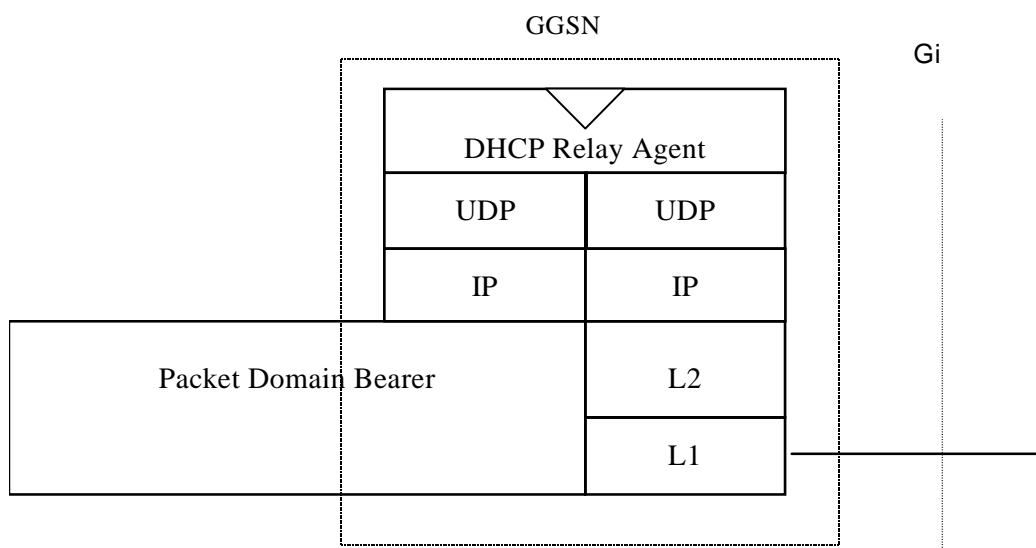 GGSN
Gi
DHCP Relay Agent
UDP UDP
IP IP
Packet Domain Bearer L2
L1